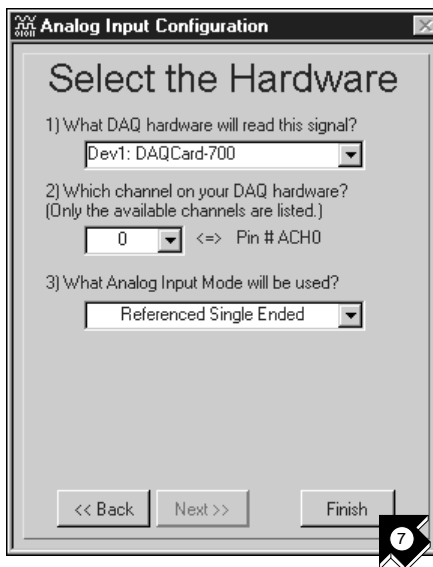 Analog Input Configuration
Select the Hardware
1) What DAQ hardware will read this signal?
Dev1: DAQCard-700
2) Which channel on your DAQ hardware?
(Only the available channels are listed.)
0 <=> Pin # ACH0
3) What Analog Input Mode will be used?
Referenced Single Ended
<< Back Next >> Finish
7